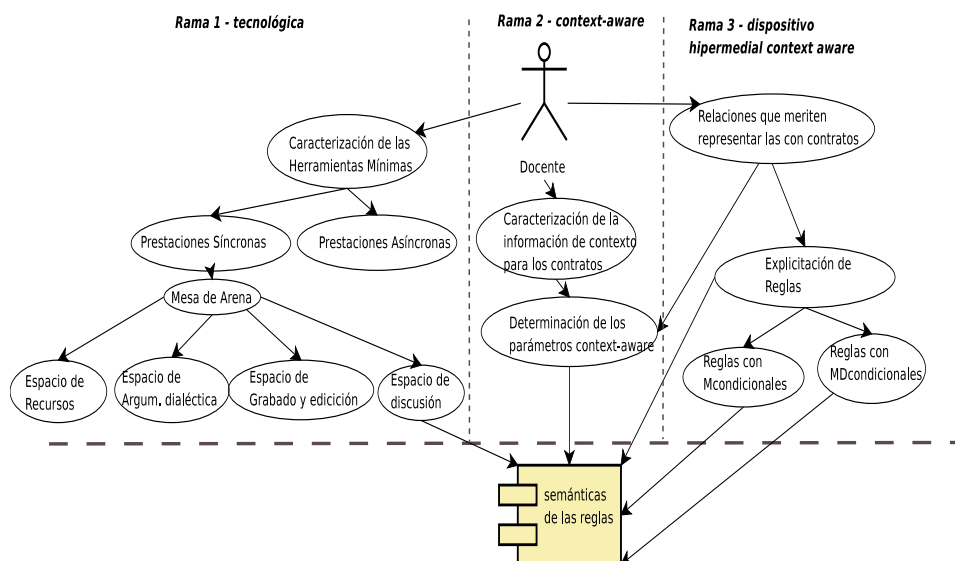 Rama 1 - tecnológica
Rama 2 - context-aware
Rama 3 - dispositivo
hipermedial context aware
Relaciones que meriten
representar las con contratos
Caracterización de las
Herramientas Mínimas
Docente
Prestaciones Síncronas
Prestaciones Asíncronas
Caracterización de la
información de contexto
para los contratos
Explicitación de
Reglas
Mesa de Arena
Determinación de los
parámetros context-aware
Espacio de
Recursos
Espacio de
Argum. dialéctica
Espacio de
Grabado y edicición
Espacio de
discusión
Reglas con
Mcondicionales
Reglas con
MDcondicionales
semánticas
de las reglas